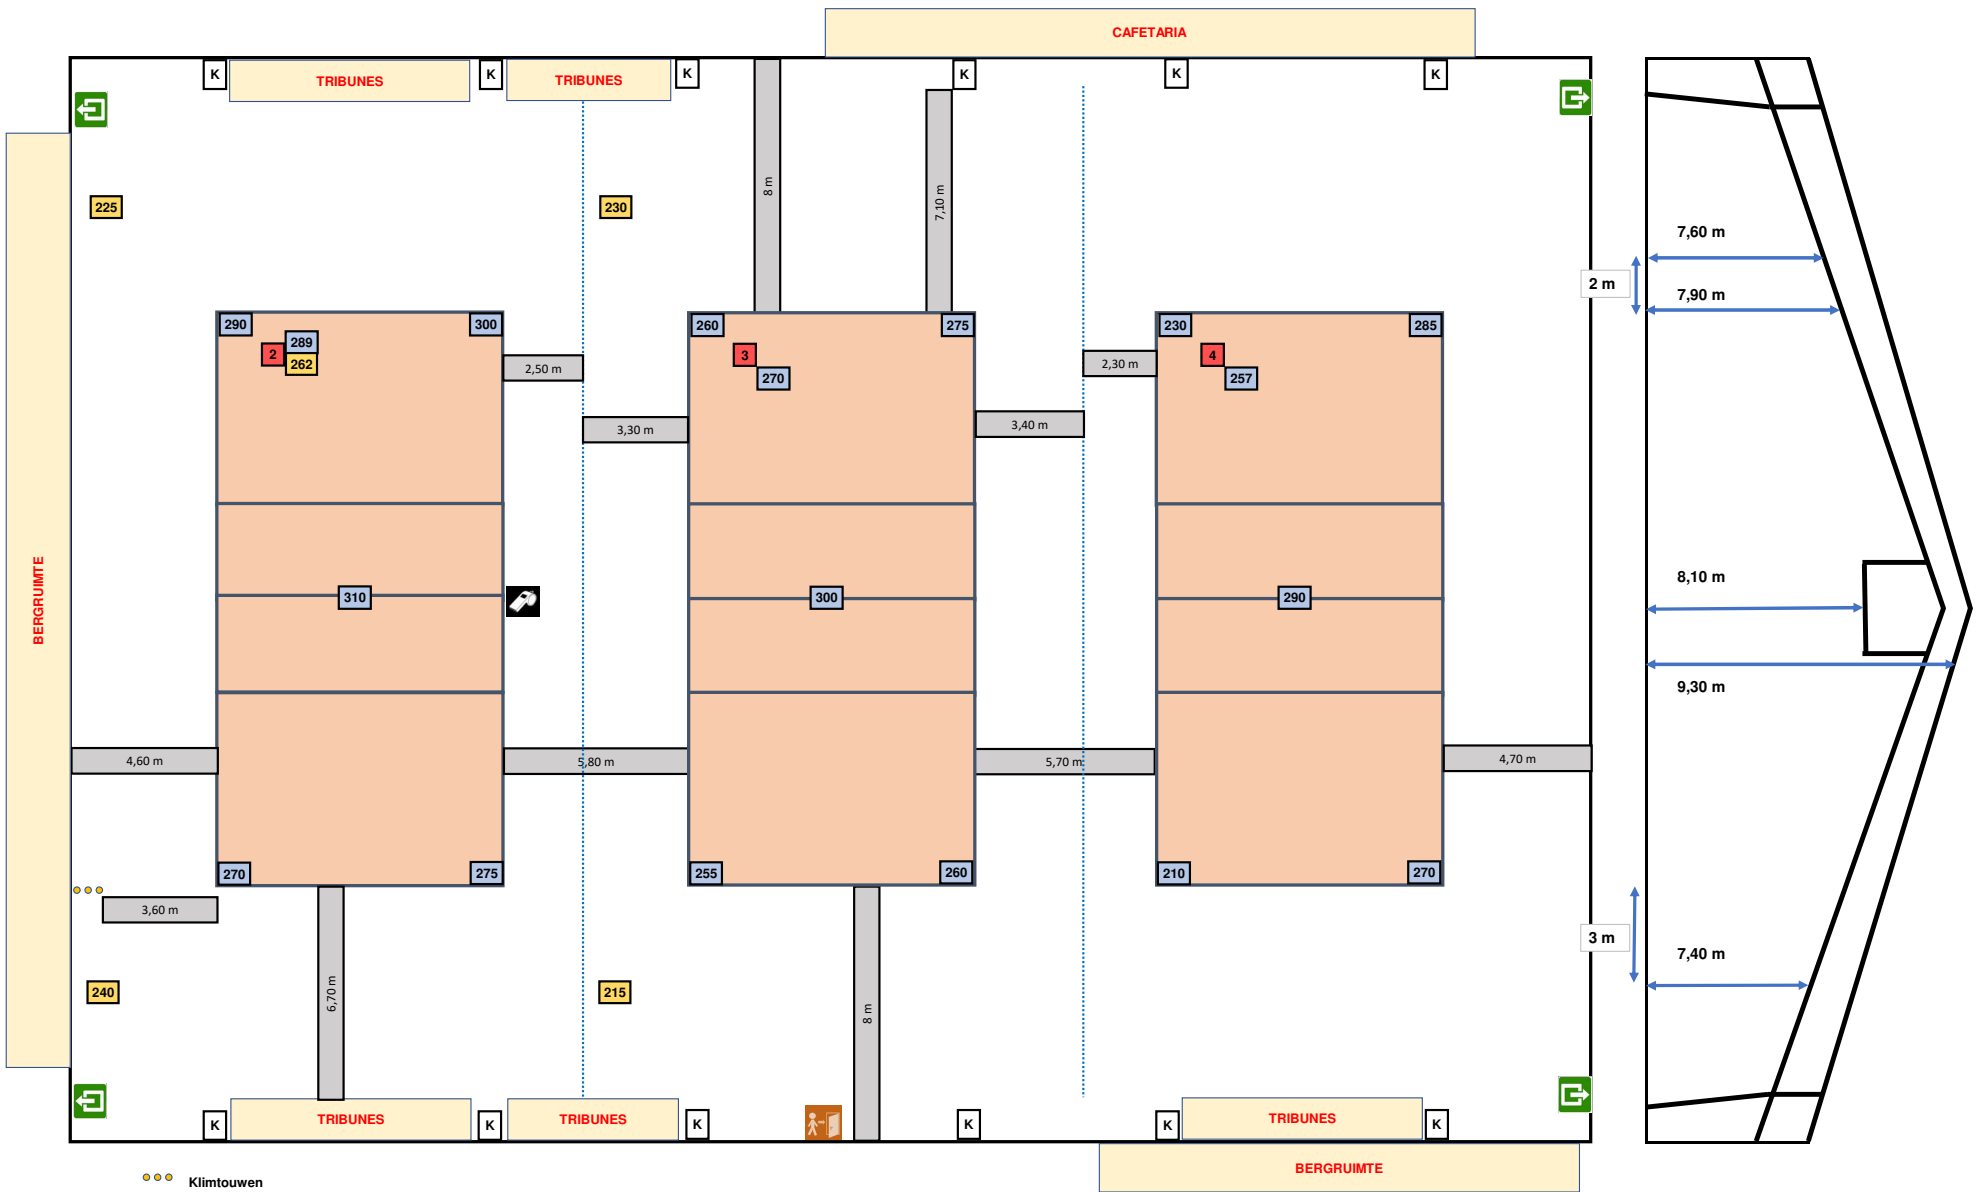 CAFETARIA
K
TRIBUNES
K
TRIBUNES
K
K
K
K
8 m
7,10 m
225
230
7,60 m
2 m
7,90 m
290
300
260
275
230
285
2
289
262
3
270
4
257
2,50 m
2,30 m
3,30 m
3,40 m
BERGRUIMTE
310
300
290
8,10 m
9,30 m
4,60 m
5,80 m
5,70 m
4,70 m
270
275
255
260
210
270
3,60 m
3 m
7,40 m
240
6,70 m
215
8 m
K
TRIBUNES
K
TRIBUNES
K
K
K
TRIBUNES
K
BERGRUIMTE
Klimtouwen